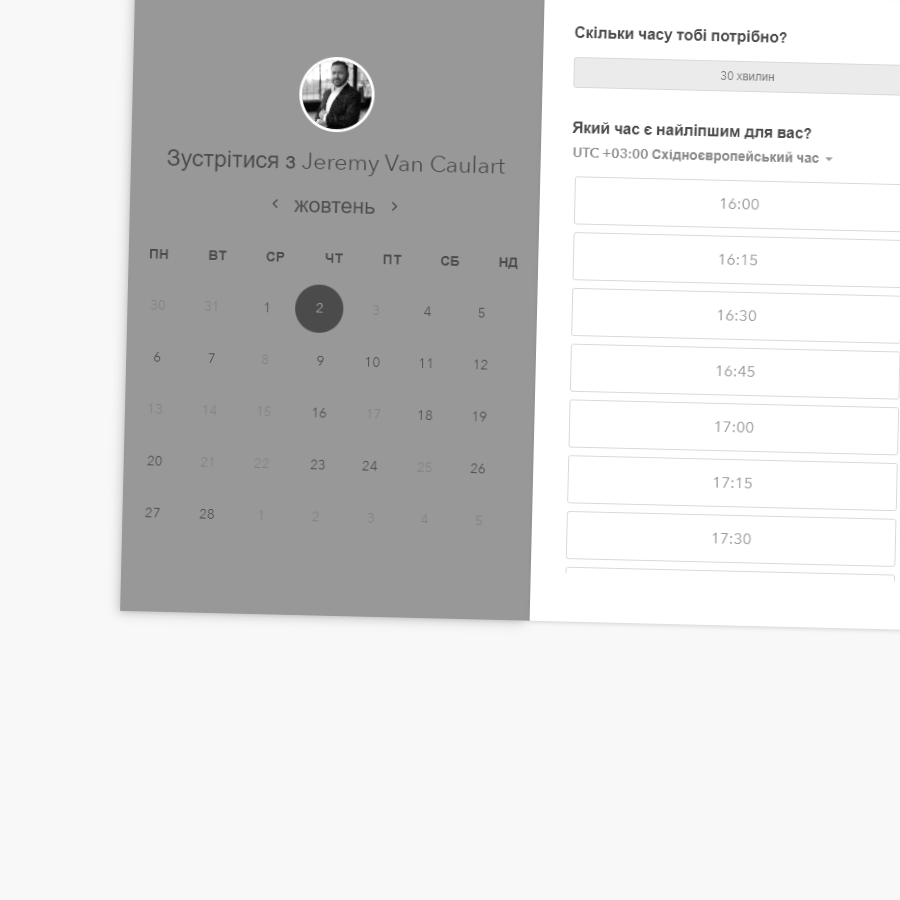 Зустрітися з Jeremy Van Caulart
жовтень
ПН ВТ СР ЧТ ПТ СБ НД
30 31 1 2 3 4 5
6 7 8 9 10 11 12
13 14 15 16 17 18 19
20 21 22 23 24 25 26
27 28 1 2 3 4 5
Скільки часу тобі потрібно?
30 хвилин
Який час є найліпшим для вас?
UTC +03:00 Східноєвропейський час
16:00
16:15
16:30
16:45
17:00
17:15
17:30